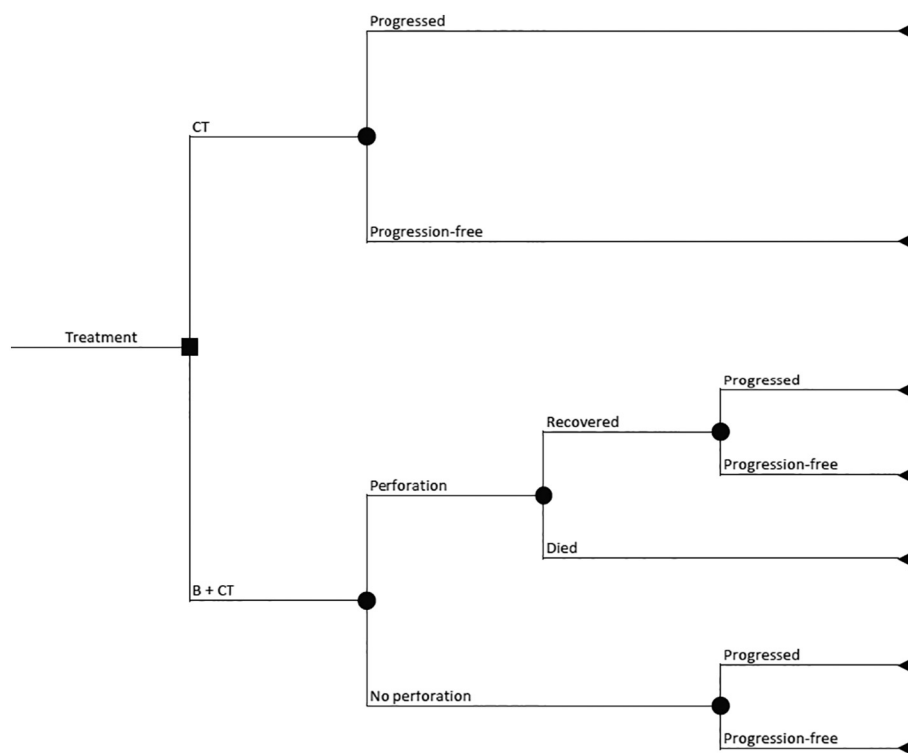 Progressed
CT
Progression-free
Treatment
Progressed
Recovered
Progression-free
Perforation
Died
B + CT
Progressed
No perforation
Progression-free